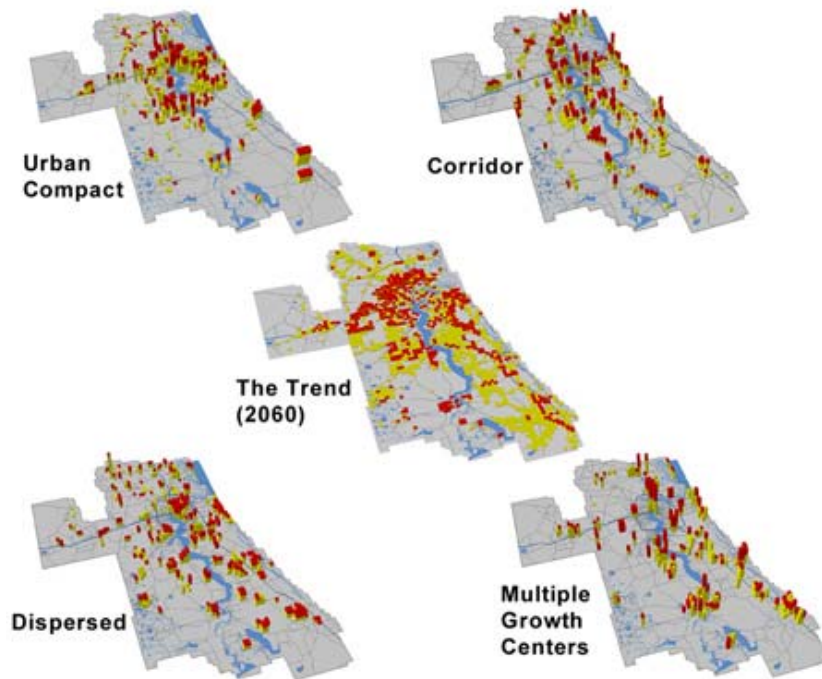 Urban
Compact
Corridor
The Trend
(2060)
Dispersed
Multiple
Growth
Centers